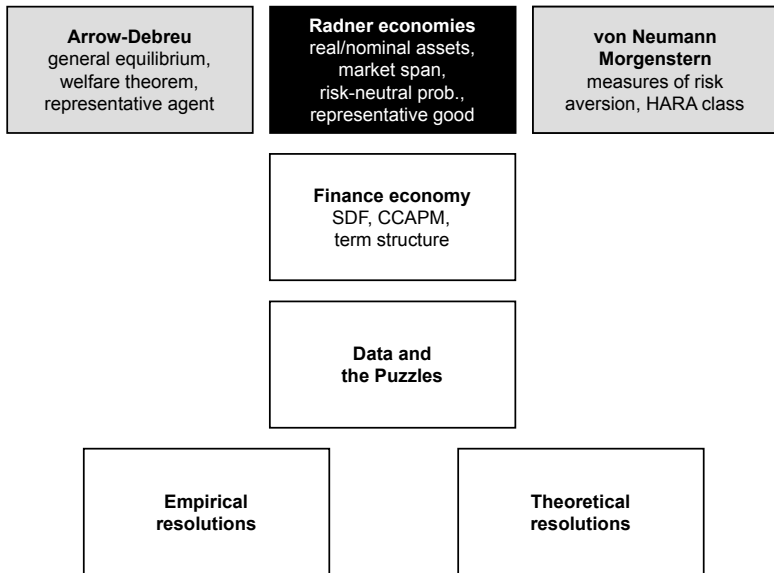 Arrow-Debreu
general equilibrium,
welfare theorem,
representative agent
Radner economies
real/nominal assets,
market span,
risk-neutral prob.,
representative good
von Neumann
Morgenstern
measures of risk
aversion, HARA class
Finance economy
SDF, CCAPM,
term structure
Data and
the Puzzles
Empirical
resolutions
Theoretical
resolutions